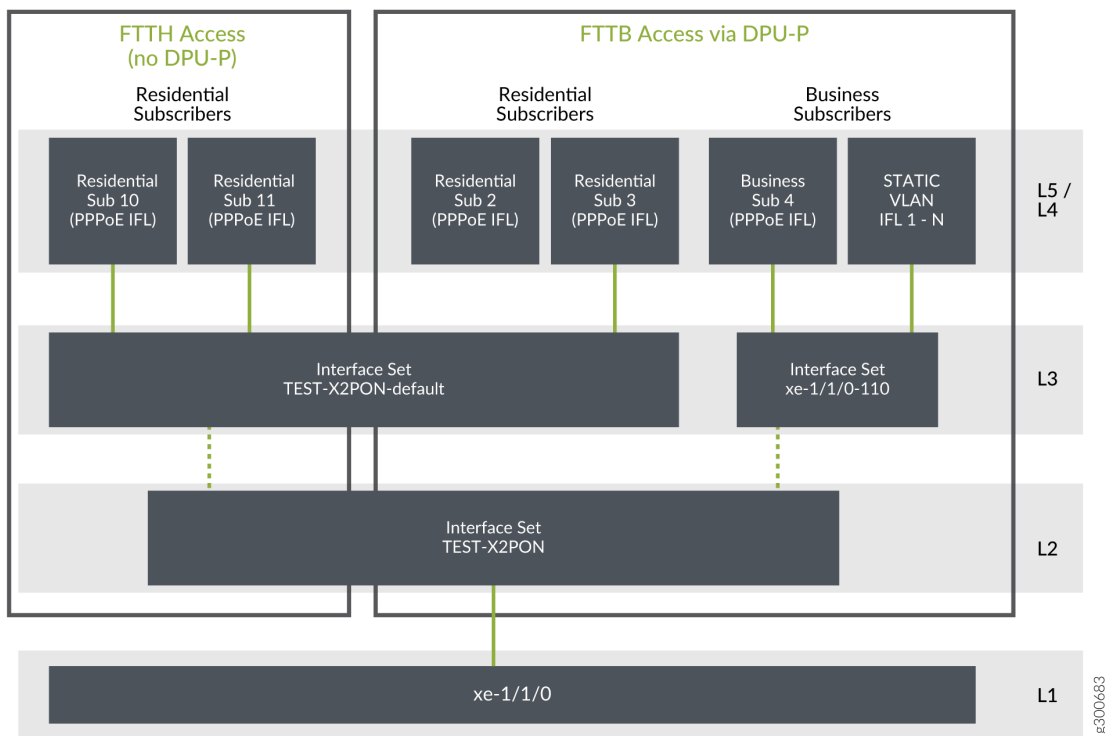 FTTH Access
(no DPU-P)
FTTB Access via DPU-P
Residential
Subscribers
Residential
Subscribers
Business
Subscribers
Residential
Sub 10
(PPPoE IFL)
Residential
Sub 11
(PPPoE IFL)
Residential
Sub 2
(PPPoE IFL)
Residential
Sub 3
(PPPoE IFL)
Business
Sub 4
(PPPoE IFL)
STATIC
VLAN
IFL 1 - N
L5 /
L4
Interface Set
TEST-X2PON-default
Interface Set
xe-1/1/0-110
L3
Interface Set
TEST-X2PON
L2
xe-1/1/0
L1
g300683